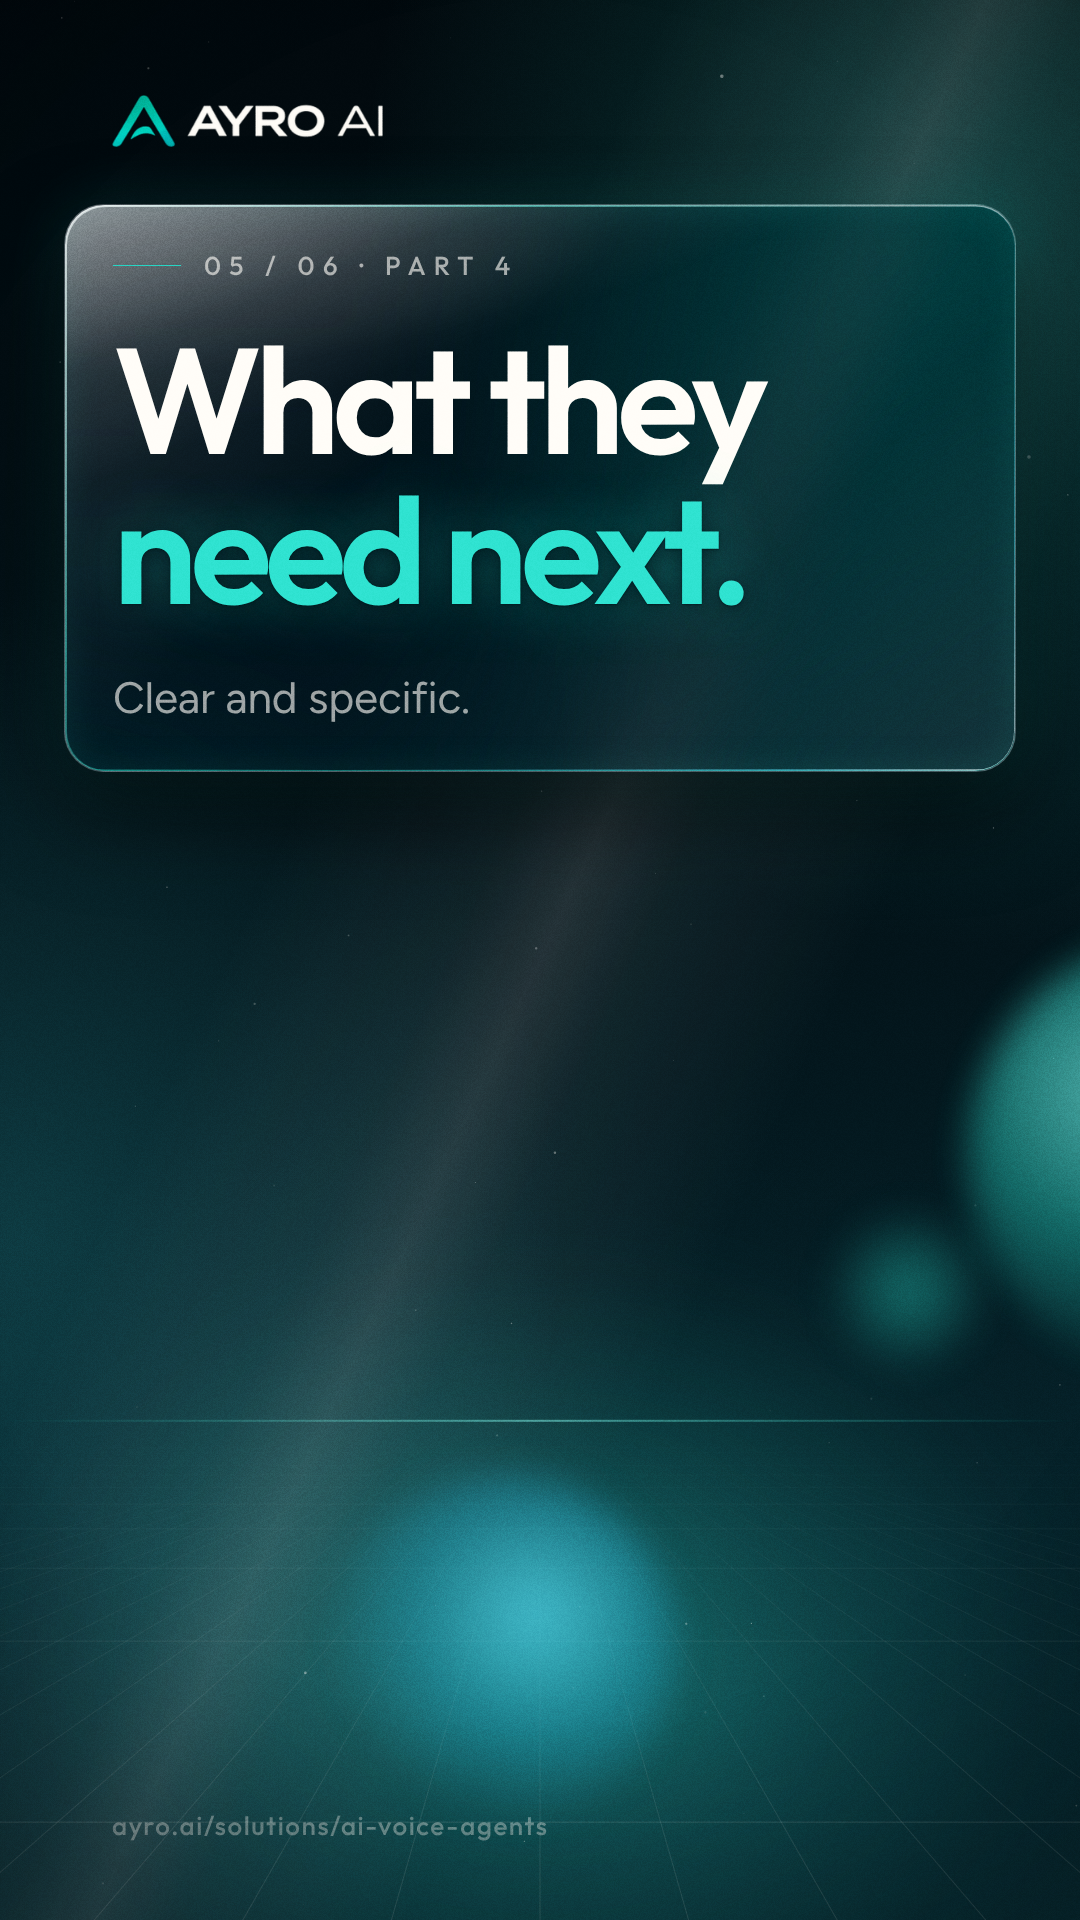 AYRO AI
05 / 06 · PART 4
What they
need next.
Clear and specific.
ayro.ai/solutions/ai-voice-agents